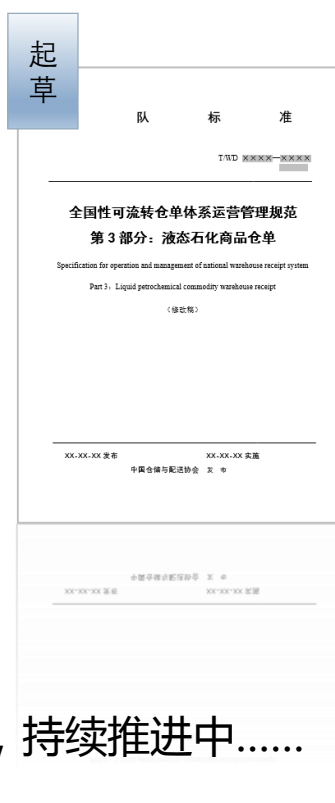 起
草
队 标 准
T/WD ××××—××××
全国性可流转仓单体系运营管理规范
第 3 部分：液态石化商品仓单
Specification for operation and management of national warehouse receipt system
Part 3：Liquid petrochemical commodity warehouse receipt
（修改稿）
XX-XX-XX 发布 XX-XX-XX 实施
中国仓储与配送协会 发 布
，持续推进中......